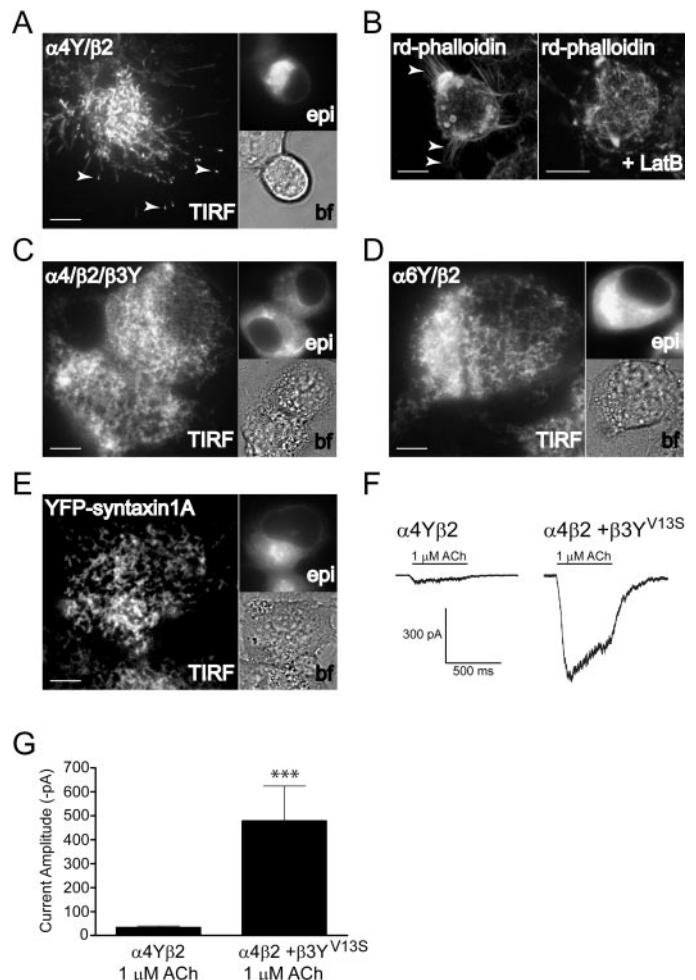 A
α4Y/β2
epi
TIRF
bf
B
rd-phalloidin
rd-phalloidin
+ LatB
C
α4/β2/β3Y
epi
TIRF
bf
D
α6Y/β2
epi
TIRF
bf
E
YFP-syntaxin1A
epi
TIRF
bf
F
α4Yβ2
α4β2 +β3Y^V13S
1 μM ACh
1 μM ACh
300 pA
500 ms
G
Current Amplitude (-pA)
700
600
500
400
300
200
100
0
***
α4Yβ2
1 μM ACh
α4β2 +β3Y^V13S
1 μM ACh